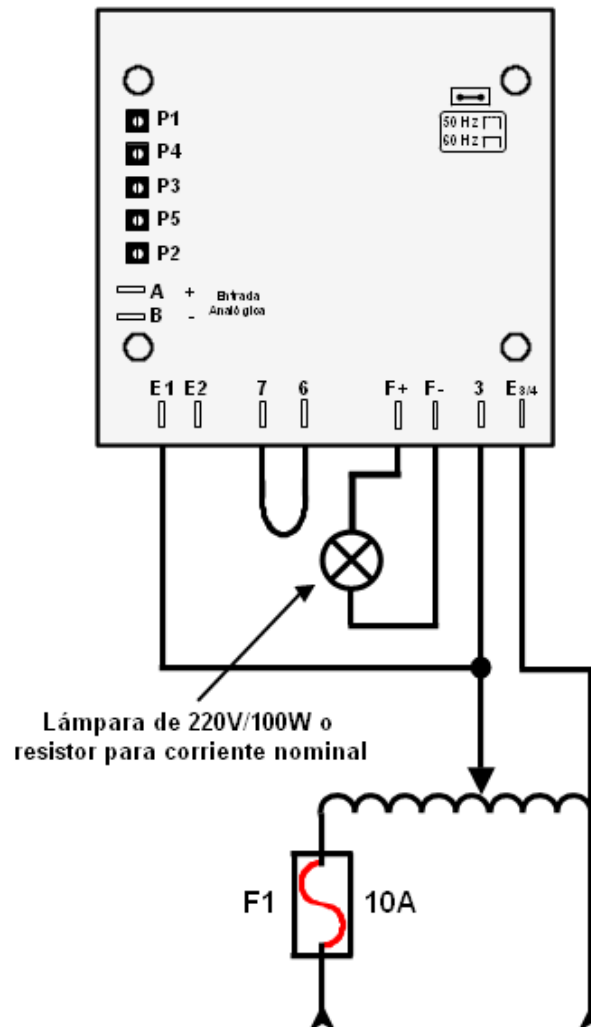 P1
P4
P3
P5
P2
50 Hz
60 Hz
A + Entrada
B - Analógica
E1 E2 7 6 F+ F- 3 E3/4
Lámpara de 220V/100W o
resistor para corriente nominal
F1 10A